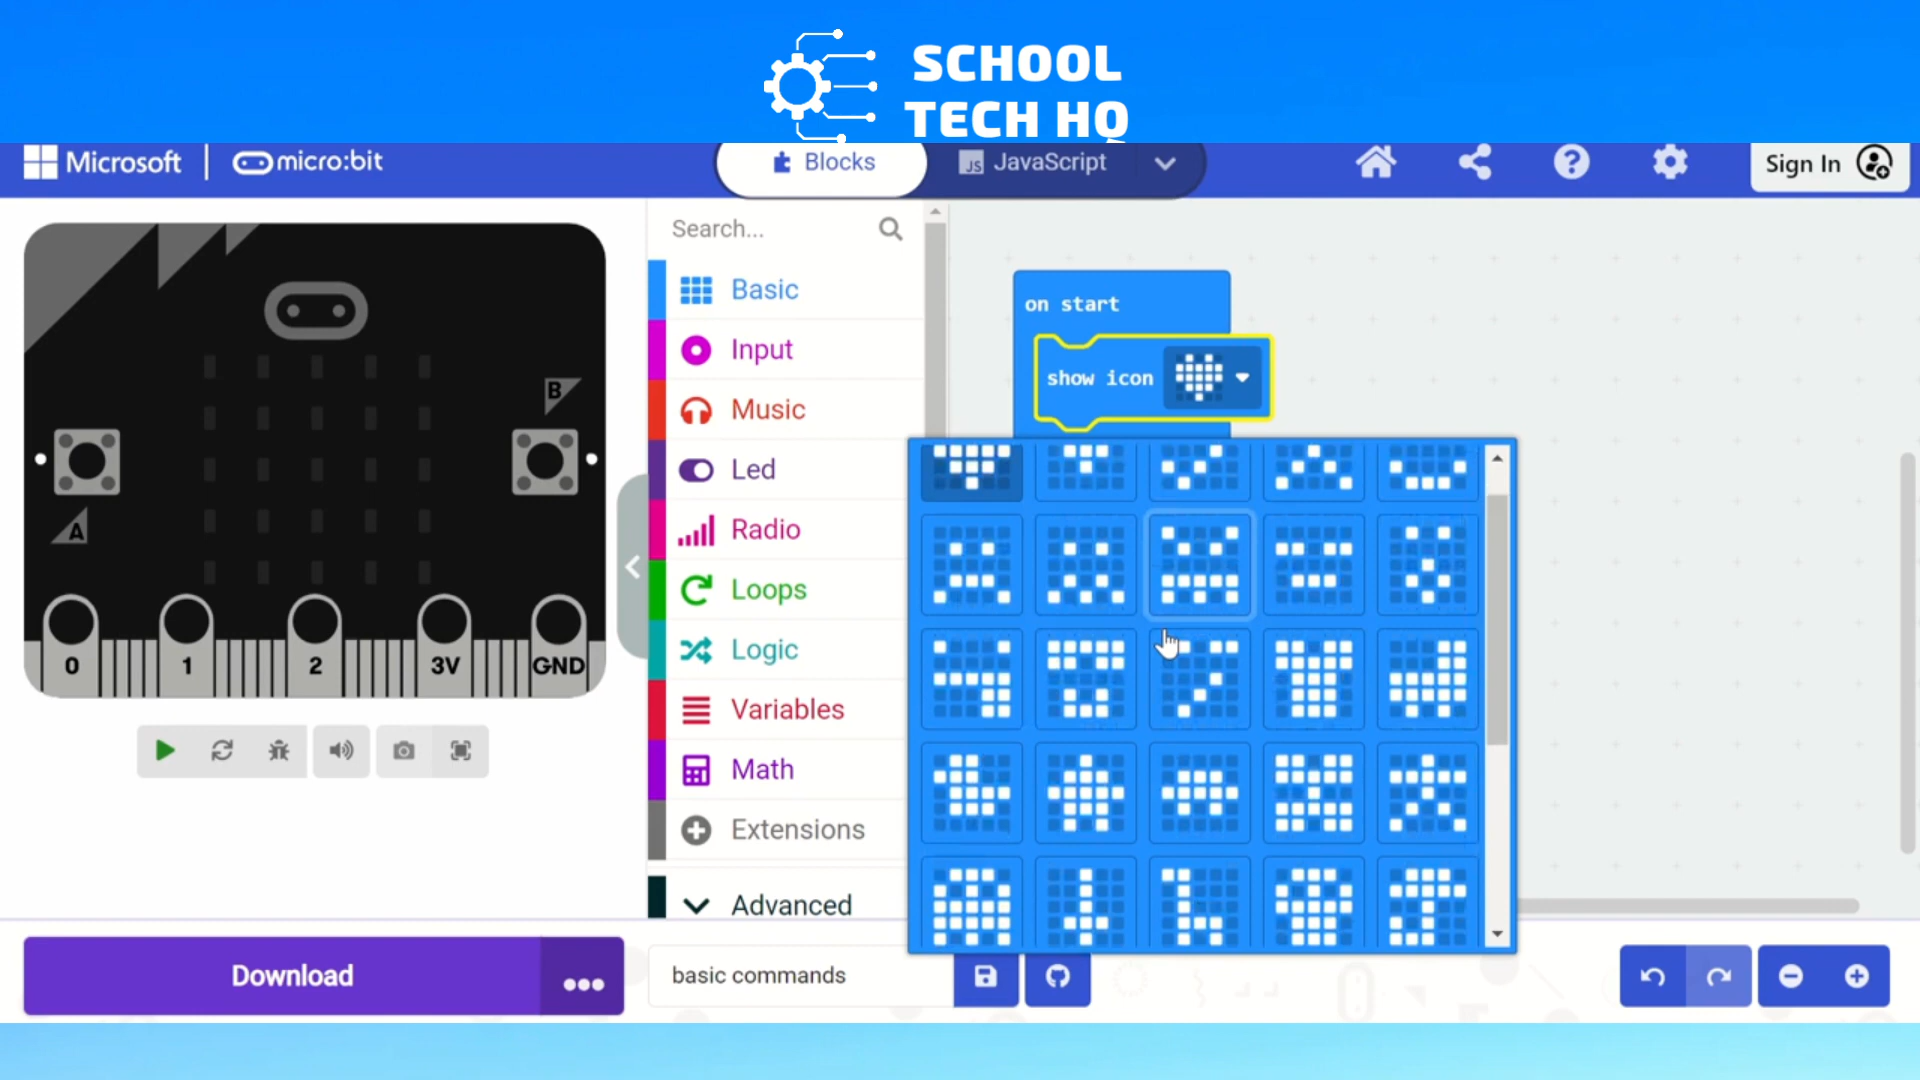 SCHOOL
TECH HQ
Microsoft
micro:bit
Blocks
JS JavaScript
Sign In
Search...
Basic
Input
Music
Led
Radio
Loops
Logic
Variables
Math
Extensions
Advanced
on start
show icon
B
A
0
1
2
3V
GND
Download
basic commands